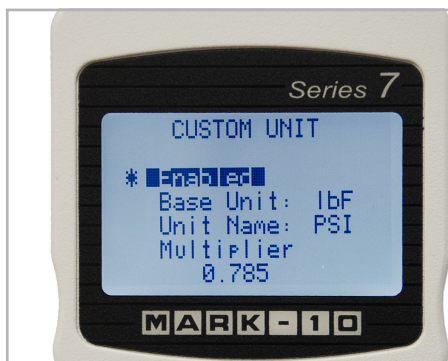 Series 7
CUSTOM UNIT
* Enabled
Base Unit: lbF
Unit Name: PSI
Multiplier
0.785
MARK-10